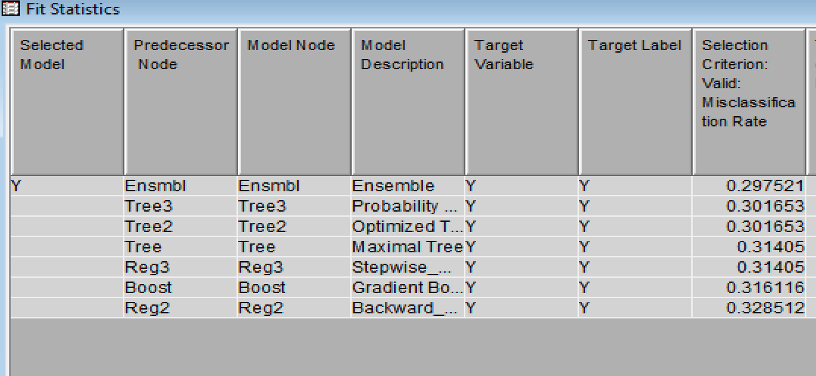 Fit Statistics
Selected Model Predecessor Node Model Node Model Description Target Variable Target Label Selection Criterion: Valid: Misclassification Rate
Y Ensmbl Ensmbl Ensemble Y Y 0.297521
Tree3 Tree3 Probability ... Y Y 0.301653
Tree2 Tree2 Optimized T... Y Y 0.301653
Tree Tree Maximal Tree Y Y 0.31405
Reg3 Reg3 Stepwise_... Y Y 0.31405
Boost Boost Gradient Bo... Y Y 0.316116
Reg2 Reg2 Backward_... Y Y 0.328512